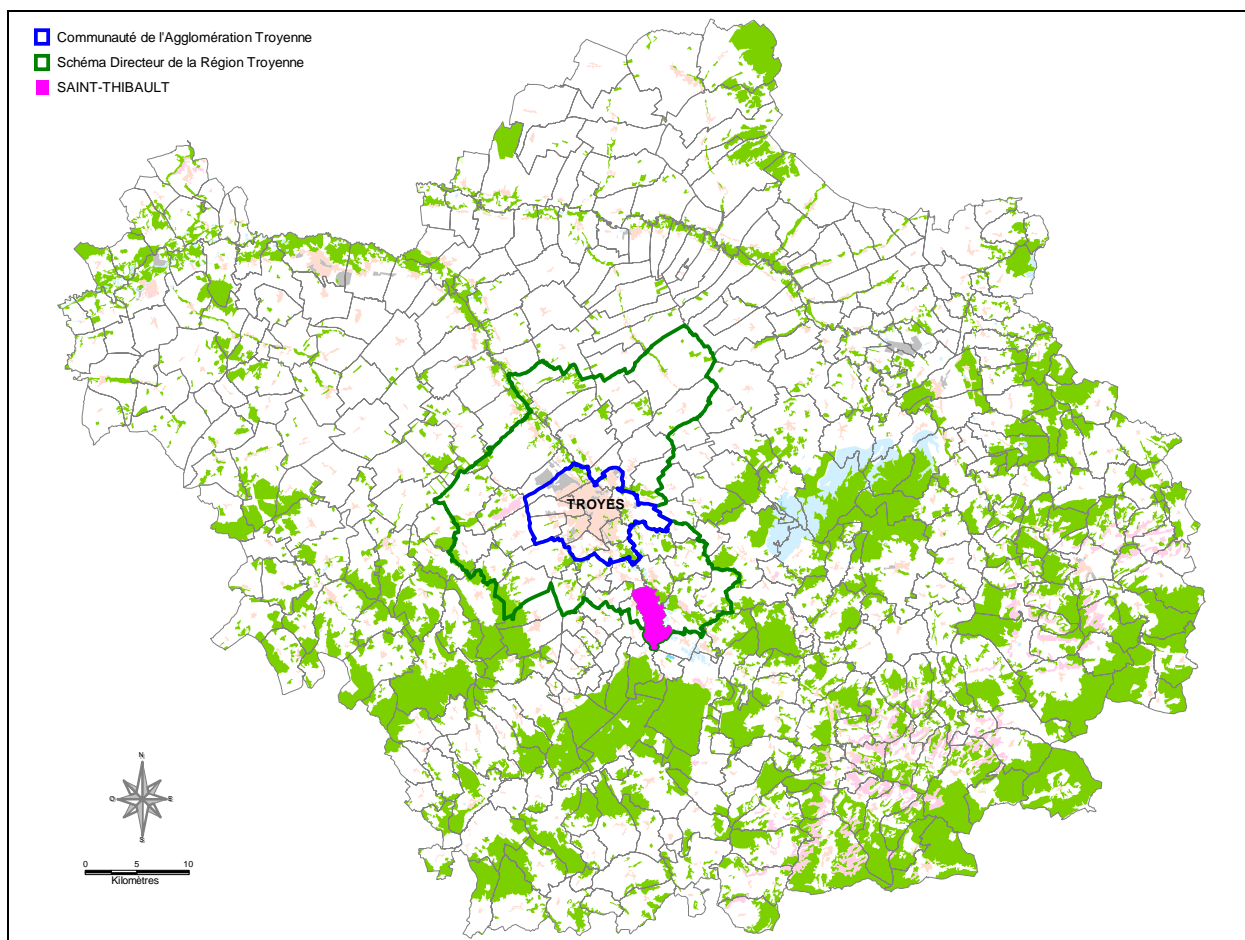 Communauté de l'Agglomération Troyenne
Schéma Directeur de la Région Troyenne
SAINT-THIBAULT
TROYES
N
O E
S
0 5 10
Kilomètres